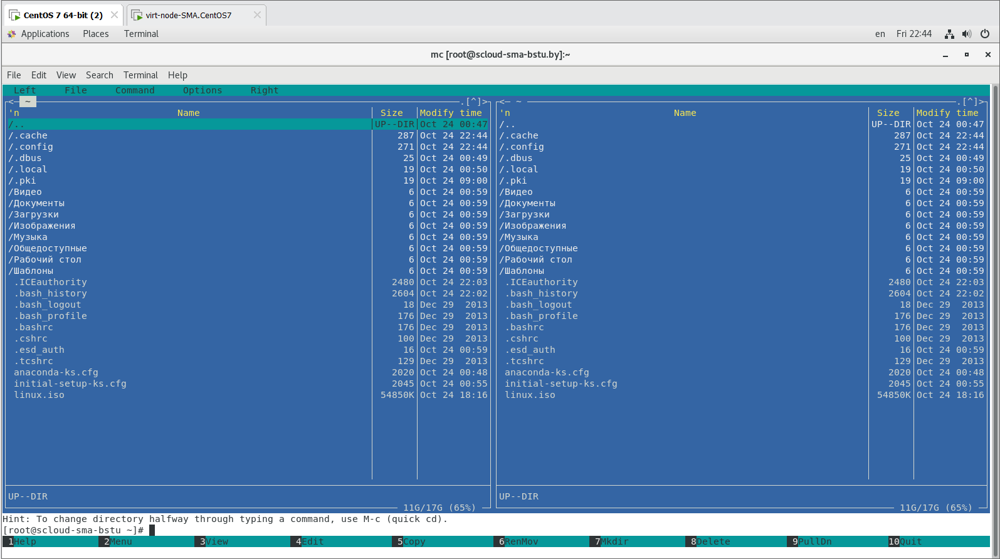 CentOS 7 64-bit (2) virt-node-SMA.CentOS7
Applications Places Terminal en Fri 22:44
mc [root@scloud-sma-bstu.by]:~
File Edit View Search Terminal Help
Left File Command Options Right
<─ ~ .[^]> <─ ~ .[^]>
'n Name Size Modify time 'n Name Size Modify time
/.. UP--DIR Oct 24 00:47 /.. UP--DIR Oct 24 00:47
/.cache 287 Oct 24 22:44 /.cache 287 Oct 24 22:44
/.config 271 Oct 24 22:44 /.config 271 Oct 24 22:44
/.dbus 25 Oct 24 00:49 /.dbus 25 Oct 24 00:49
/.local 19 Oct 24 00:50 /.local 19 Oct 24 00:50
/.pki 19 Oct 24 09:00 /.pki 19 Oct 24 09:00
/Видео 6 Oct 24 00:59 /Видео 6 Oct 24 00:59
/Документы 6 Oct 24 00:59 /Документы 6 Oct 24 00:59
/Загрузки 6 Oct 24 00:59 /Загрузки 6 Oct 24 00:59
/Изображения 6 Oct 24 00:59 /Изображения 6 Oct 24 00:59
/Музыка 6 Oct 24 00:59 /Музыка 6 Oct 24 00:59
/Общедоступные 6 Oct 24 00:59 /Общедоступные 6 Oct 24 00:59
/Рабочий стол 6 Oct 24 00:59 /Рабочий стол 6 Oct 24 00:59
/Шаблоны 6 Oct 24 00:59 /Шаблоны 6 Oct 24 00:59
.ICEauthority 2480 Oct 24 22:03 .ICEauthority 2480 Oct 24 22:03
.bash_history 2604 Oct 24 22:02 .bash_history 2604 Oct 24 22:02
.bash_logout 18 Dec 29 2013 .bash_logout 18 Dec 29 2013
.bash_profile 176 Dec 29 2013 .bash_profile 176 Dec 29 2013
.bashrc 176 Dec 29 2013 .bashrc 176 Dec 29 2013
.cshrc 100 Dec 29 2013 .cshrc 100 Dec 29 2013
.esd_auth 16 Oct 24 00:59 .esd_auth 16 Oct 24 00:59
.tcshrc 129 Dec 29 2013 .tcshrc 129 Dec 29 2013
anaconda-ks.cfg 2020 Oct 24 00:48 anaconda-ks.cfg 2020 Oct 24 00:48
initial-setup-ks.cfg 2045 Oct 24 00:55 initial-setup-ks.cfg 2045 Oct 24 00:55
linux.iso 54850K Oct 24 18:16 linux.iso 54850K Oct 24 18:16
UP--DIR UP--DIR
11G/17G (65%) 11G/17G (65%)
Hint: To change directory halfway through typing a command, use M-c (quick cd).
[root@scloud-sma-bstu ~]#
1Help 2Menu 3View 4Edit 5Copy 6RenMov 7Mkdir 8Delete 9PullDn 10Quit